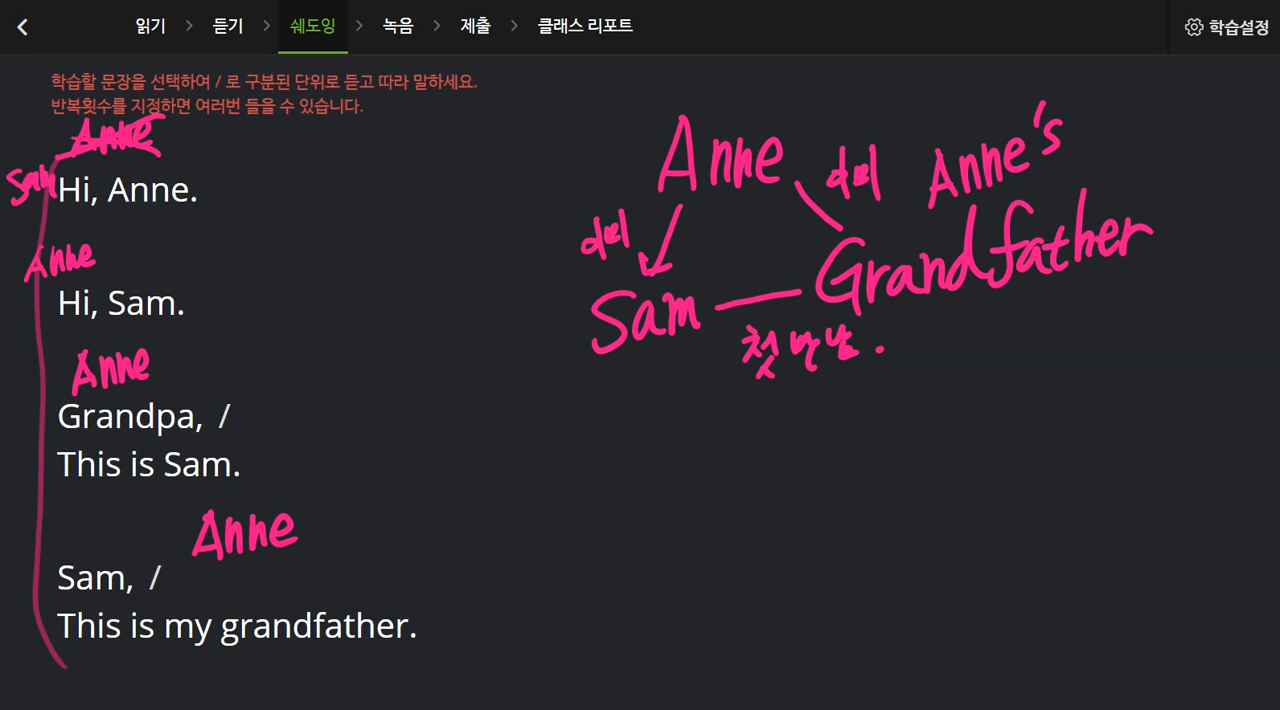 읽기 > 듣기 > 쉐도잉 > 녹음 > 제출 > 클래스 리포트 학습설정
학습할 문장을 선택하여 / 로 구분된 단위로 듣고 따라 말하세요.
반복횟수를 지정하면 여러번 들을 수 있습니다.
Anne
Sam
Hi, Anne.
Anne
Hi, Sam.
Anne
Grandpa, /
This is Sam.
Anne
Sam, /
This is my grandfather.
Anne
Anne's
Grandfather
Sam